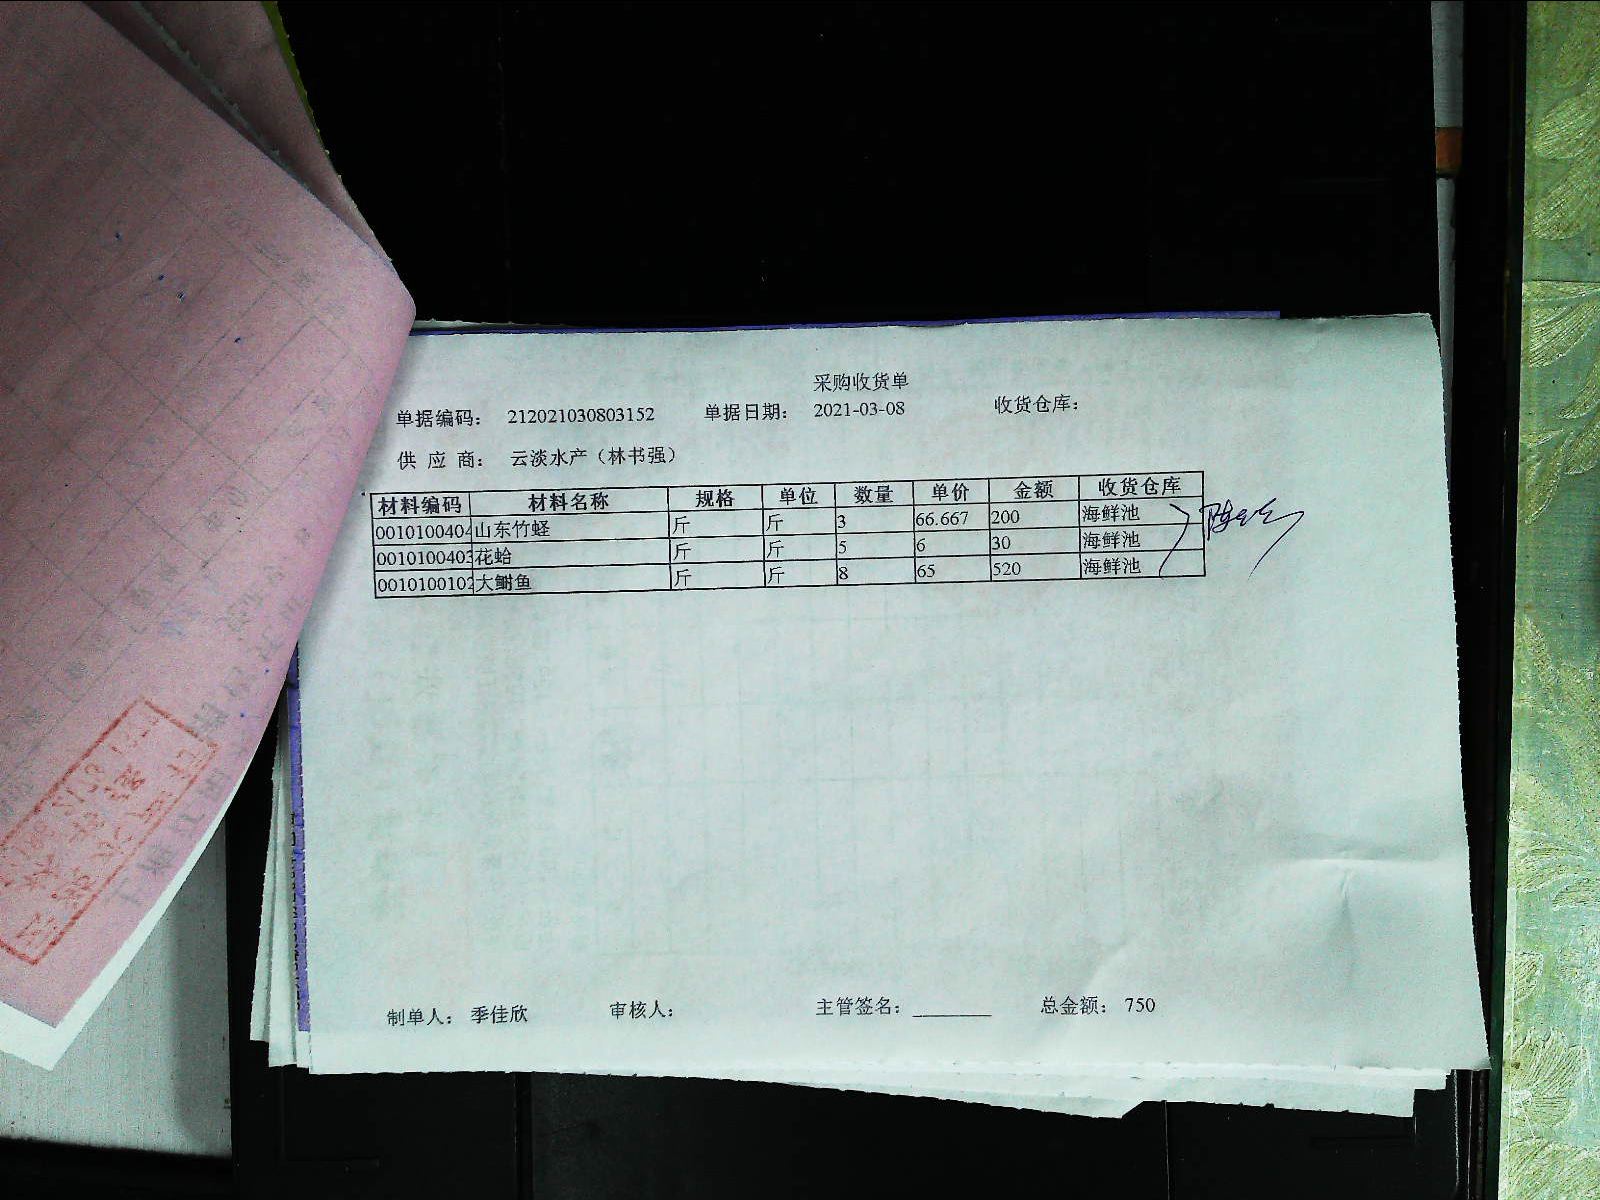 采购收货单
单据编码： 212021030803152 单据日期： 2021-03-08 收货仓库：
供 应 商： 云淡水产（林书强）
材料编码 材料名称 规格 单位 数量 单价 金额 收货仓库
0010100404 山东竹蛏 斤 斤 3 66.667 200 海鲜池
0010100403 花蛤 斤 斤 5 6 30 海鲜池
0010100102 大鲋鱼 斤 斤 8 65 520 海鲜池
制单人： 季佳欣 审核人： 主管签名： ________ 总金额： 750